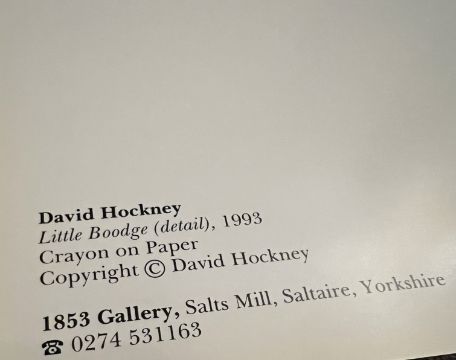 David Hockney
Little Boodge (detail), 1993
Crayon on Paper
Copyright © David Hockney
1853 Gallery, Salts Mill, Saltaire, Yorkshire
☎ 0274 531163